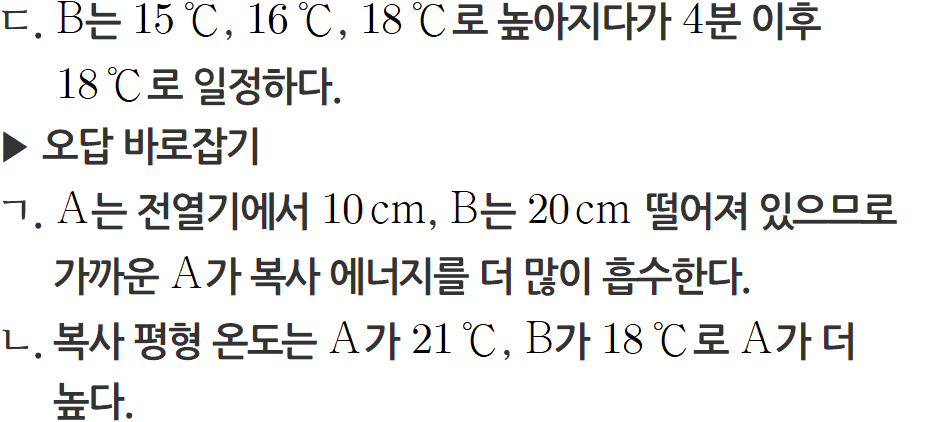 ㄷ. B는 15 ℃, 16 ℃, 18 ℃로 높아지다가 4분 이후
18 ℃로 일정하다.
▶ 오답 바로잡기
ㄱ. A는 전열기에서 10 cm, B는 20 cm 떨어져 있으므로
가까운 A가 복사 에너지를 더 많이 흡수한다.
ㄴ. 복사 평형 온도는 A가 21 ℃, B가 18 ℃로 A가 더
높다.